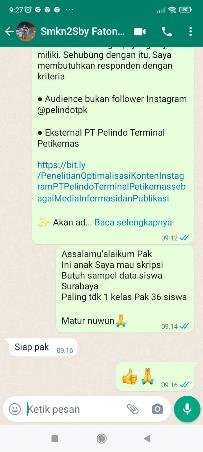 9:27
Smkn2Sby Faton...
miliki. Sehubung dengan itu, Saya
membutuhkan responden dengan
kriteria
● Audience bukan follower Instagram
@pelindotpk
● Eksternal PT Pelindo Terminal
Petikemas
https://bit.ly
/PenelitianOptimalisasiKontenInstag
ramPTPelindoTerminalPetikemasseb
agaiMediaInformasidanPublikasi
👉 Akan ad... Baca selengkapnya
09.12
Assalamu'alaikum Pak
Ini anak Saya mau skripsi
Butuh sampel data siswa
Surabaya
Paling tdk 1 kelas Pak 36 siswa
Matur nuwun🙏
09.14
Siap pak
09.16
👍🙏
09.16
Ketik pesan